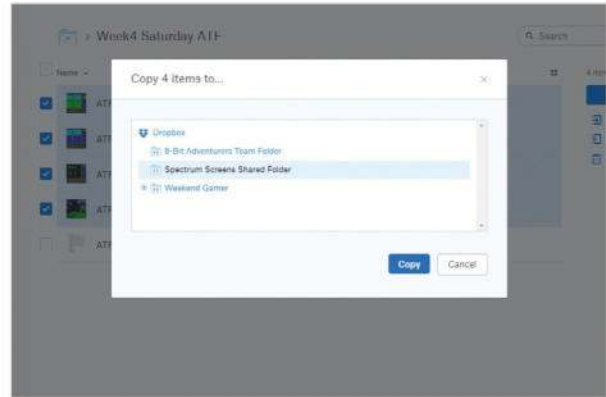 › Week4 Saturday ATF
Search
Name
Copy 4 items to...
×
Dropbox
8-Bit Adventurers Team Folder
Spectrum Screens Shared Folder
Weekend Gamer
Copy
Cancel
ATF
ATF
ATF
ATF
ATF